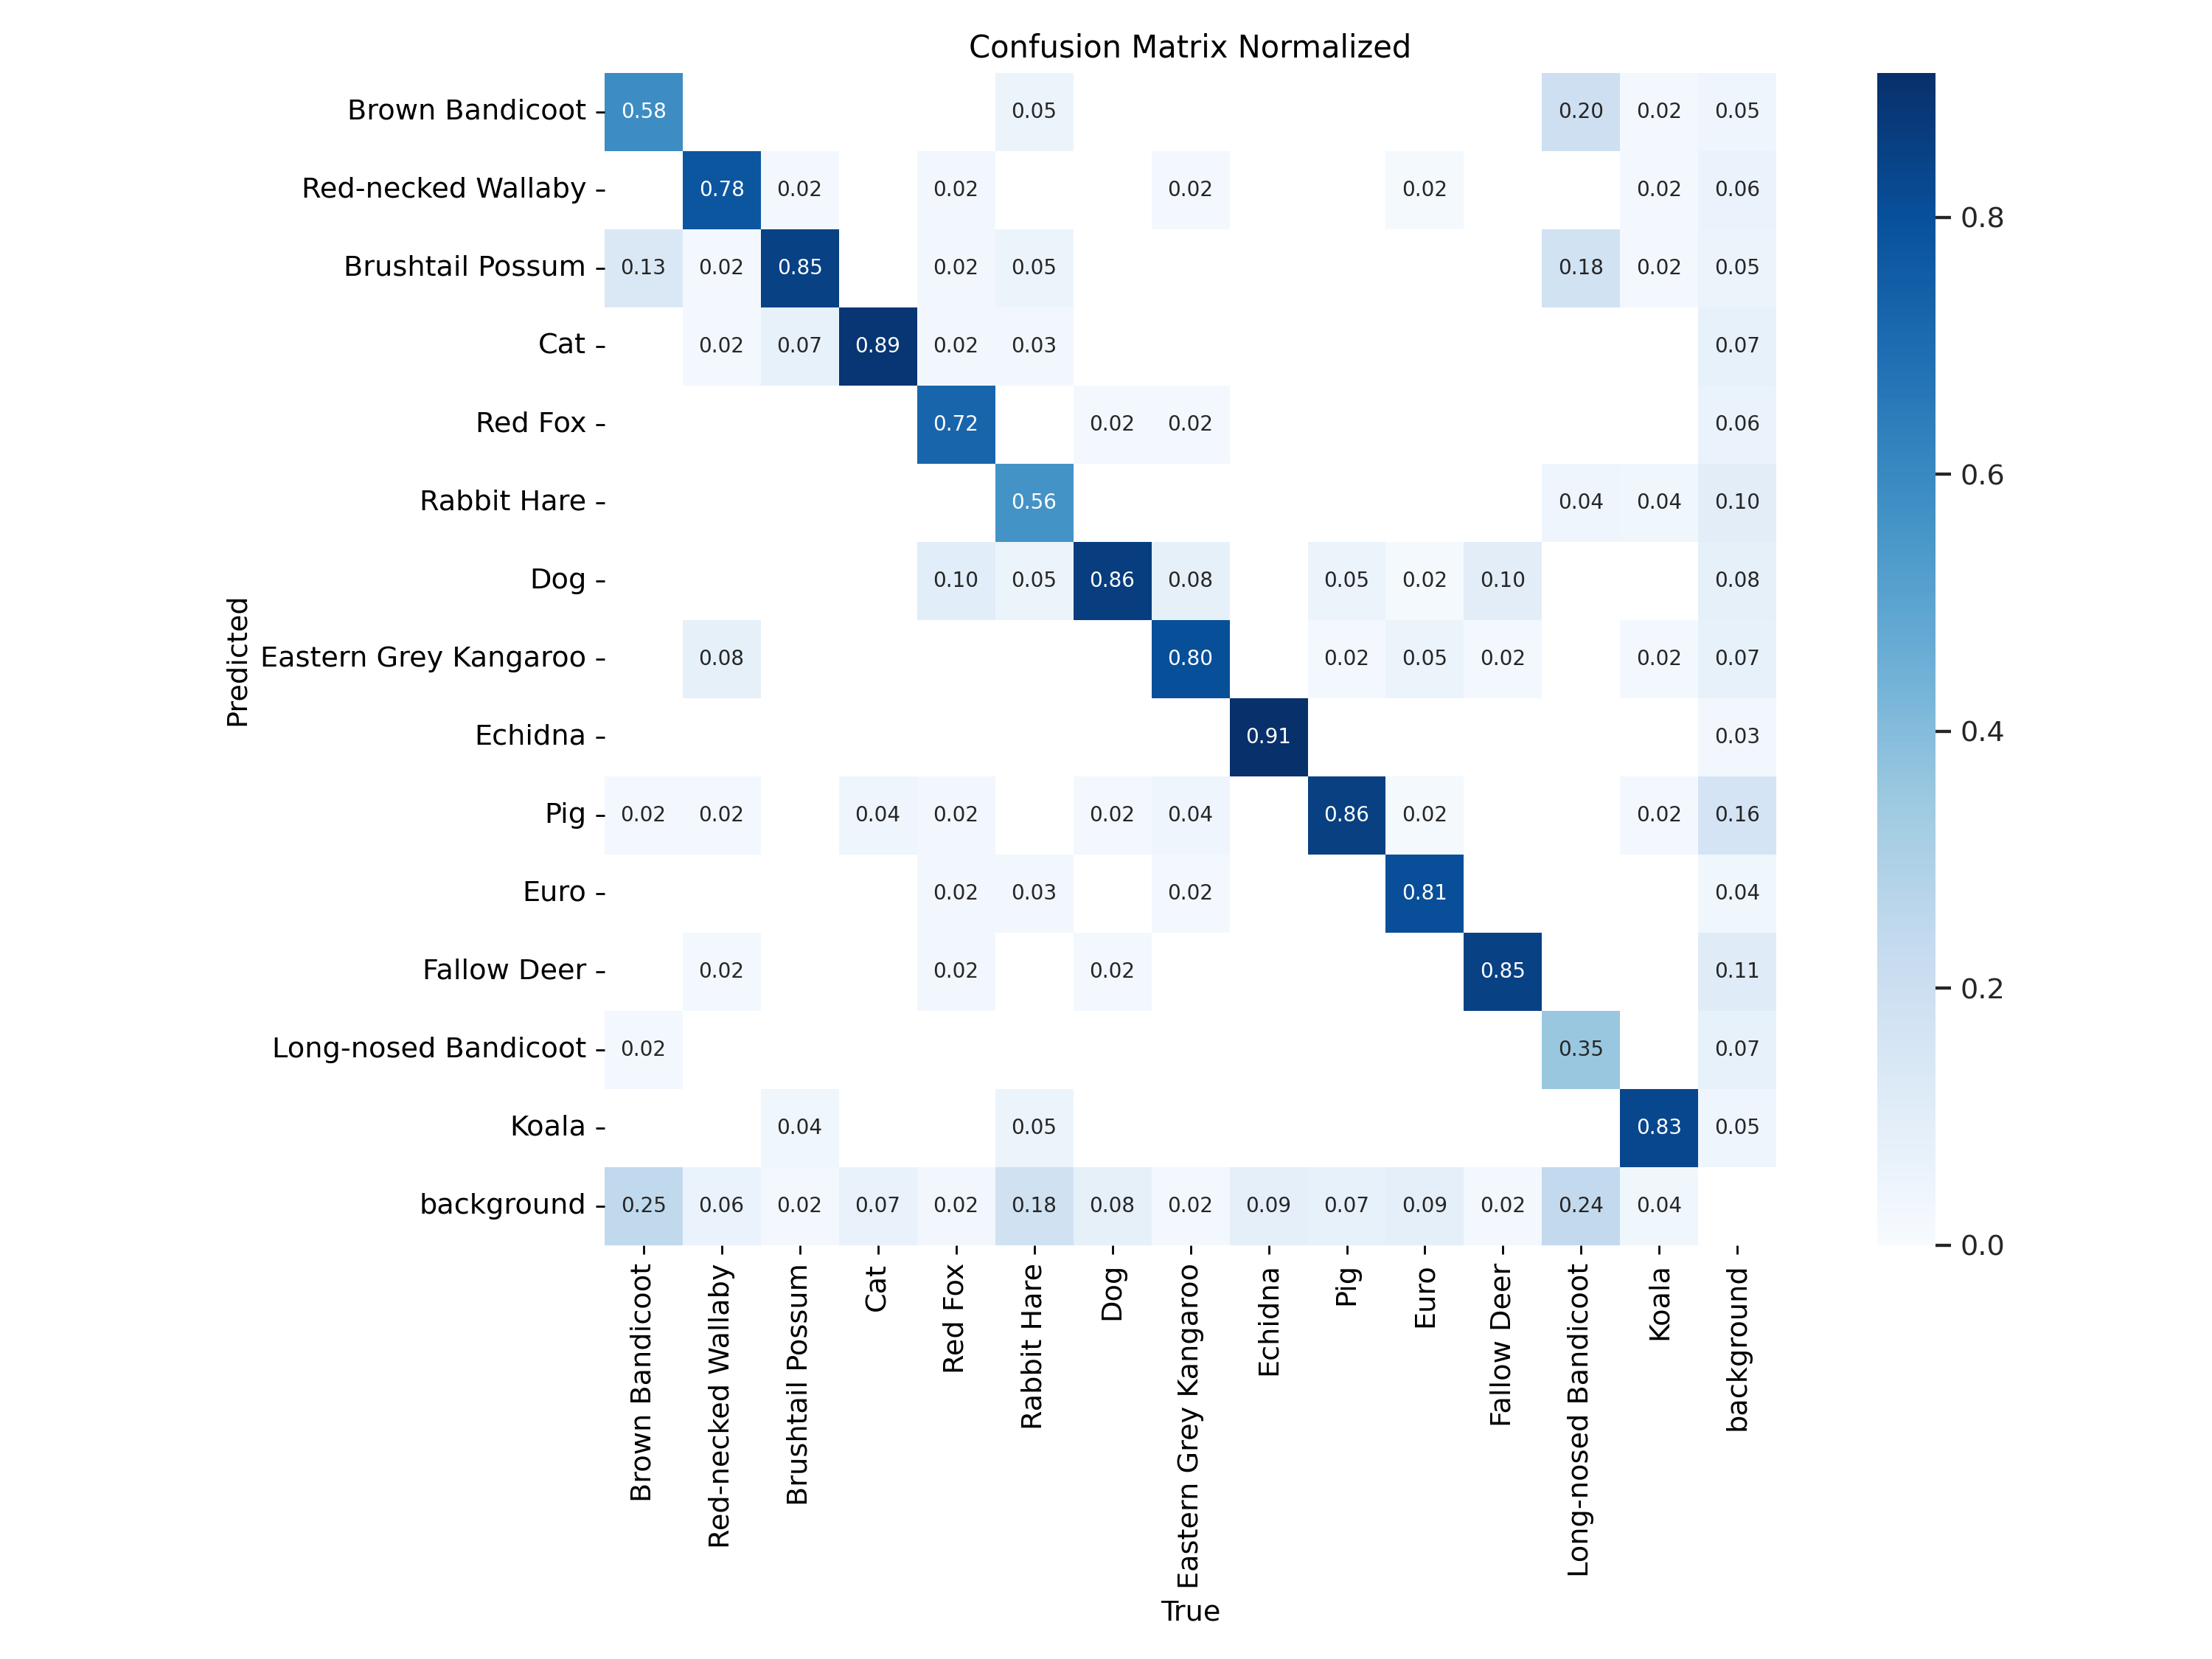 Confusion Matrix Normalized
Brown Bandicoot 0.58 0.05 0.20 0.02 0.05
Red-necked Wallaby 0.78 0.02 0.02 0.02 0.02 0.02 0.06
0.8
Brushtail Possum 0.13 0.02 0.85 0.02 0.05 0.18 0.02 0.05
Cat 0.02 0.07 0.89 0.02 0.03 0.07
Red Fox 0.72 0.02 0.02 0.06
0.6
Rabbit Hare 0.56 0.04 0.04 0.10
Dog 0.10 0.05 0.86 0.08 0.05 0.02 0.10 0.08
Predicted
Eastern Grey Kangaroo 0.08 0.80 0.02 0.05 0.02 0.02 0.07
0.4
Echidna 0.91 0.03
Pig 0.02 0.02 0.04 0.02 0.02 0.04 0.86 0.02 0.02 0.16
Euro 0.02 0.03 0.02 0.81 0.04
Fallow Deer 0.02 0.02 0.02 0.85 0.11
0.2
Long-nosed Bandicoot 0.02 0.35 0.07
Koala 0.04 0.05 0.83 0.05
background 0.25 0.06 0.02 0.07 0.02 0.18 0.08 0.02 0.09 0.07 0.09 0.02 0.24 0.04
0.0
Brown Bandicoot
Red-necked Wallaby
Brushtail Possum
Cat
Red Fox
Rabbit Hare
Dog
Eastern Grey Kangaroo
Echidna
Pig
Euro
Fallow Deer
Long-nosed Bandicoot
Koala
background
True